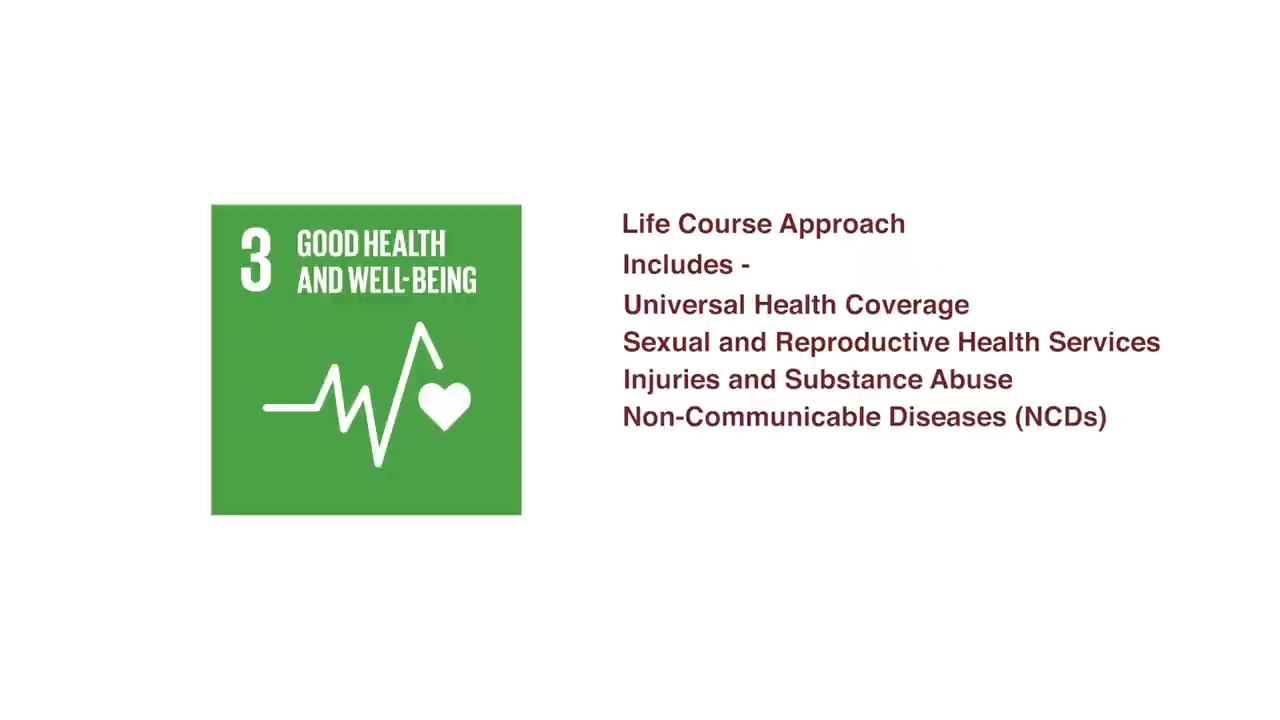 3 GOOD HEALTH
AND WELL-BEING
Life Course Approach
Includes -
Universal Health Coverage
Sexual and Reproductive Health Services
Injuries and Substance Abuse
Non-Communicable Diseases (NCDs)